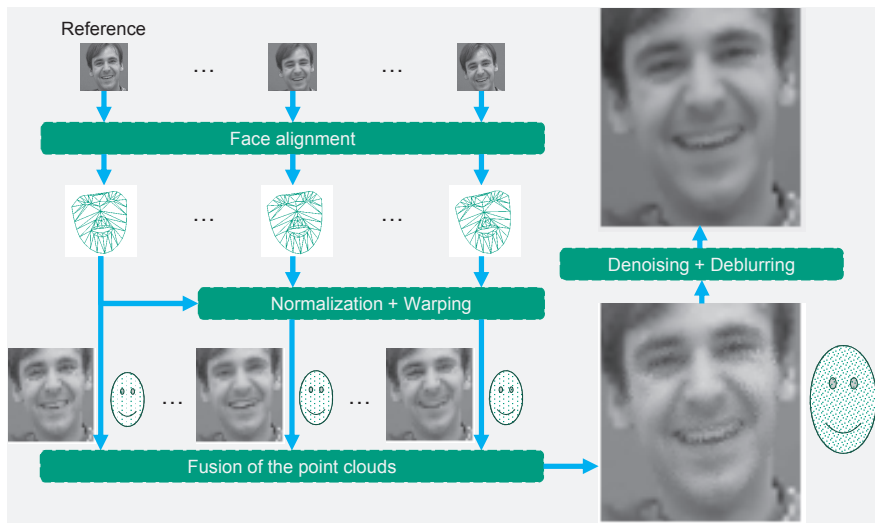 Reference
... ...
Face alignment
... ...
Denoising + Deblurring
Normalization + Warping
... ...
Fusion of the point clouds